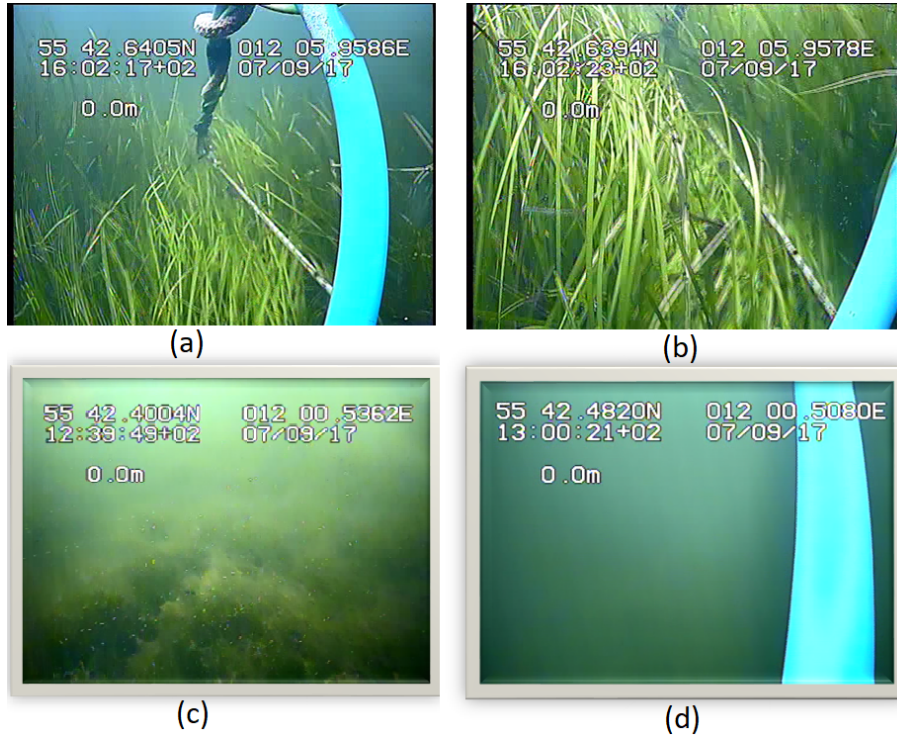 55 42.6405N 012 05.9586E
16:02:17+02 07/09/17
0.0m
(a)
55 42.6394N 012 05.9578E
16:02:23+02 07/09/17
0.0m
(b)
55 42.4004N 012 00.5362E
12:39:49+02 07/09/17
0.0m
(c)
55 42.4820N 012 00.5080E
13:00:21+02 07/09/17
0.0m
(d)